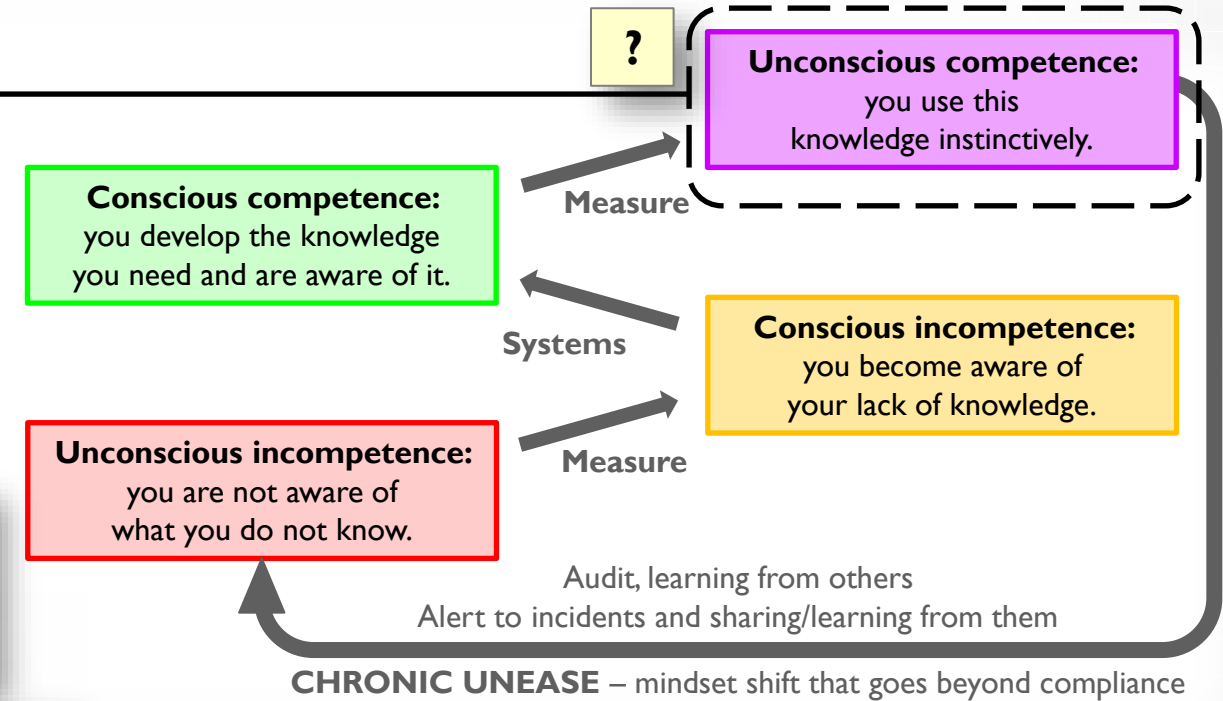 ?
Unconscious competence:
you use this
knowledge instinctively.
Measure
Conscious competence:
you develop the knowledge
you need and are aware of it.
Systems
Conscious incompetence:
you become aware of
your lack of knowledge.
Measure
Unconscious incompetence:
you are not aware of
what you do not know.
Audit, learning from others
Alert to incidents and sharing/learning from them
CHRONIC UNEASE – mindset shift that goes beyond compliance